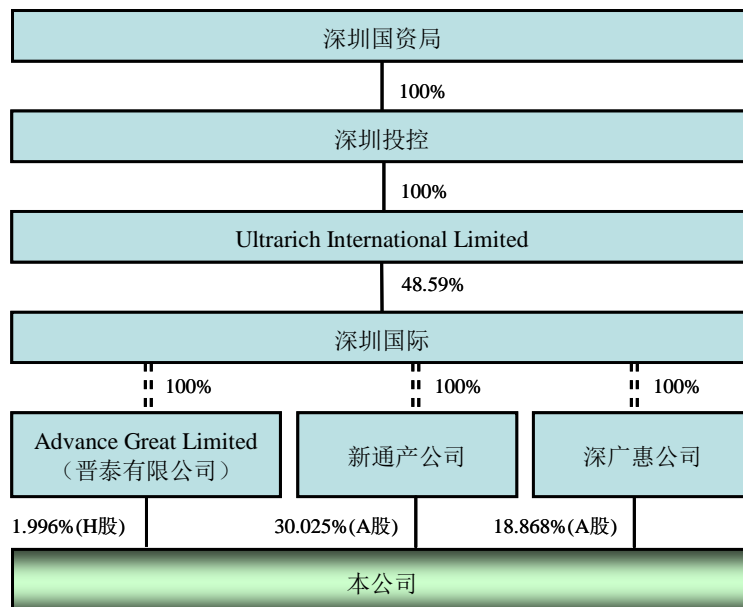 深圳国资局
100%
深圳投控
100%
Ultrarich International Limited
48.59%
深圳国际
100%
100%
100%
Advance Great Limited
（晋泰有限公司）
新通产公司
深广惠公司
1.996%(H股)
30.025%(A股)
18.868%(A股)
本公司